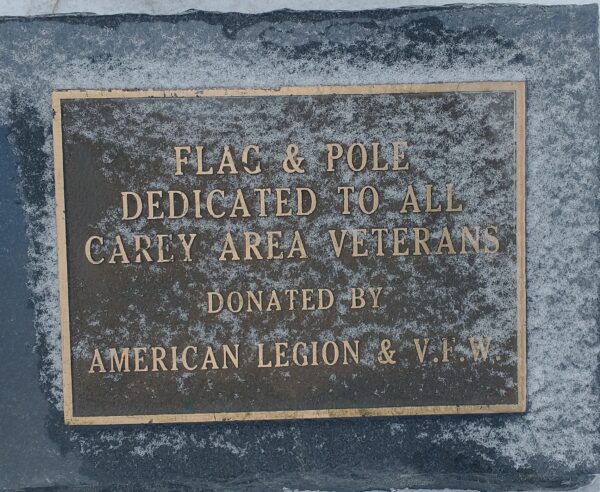 FLAG & POLE
DEDICATED TO ALL
CAREY AREA VETERANS
DONATED BY
AMERICAN LEGION & V.F.W.